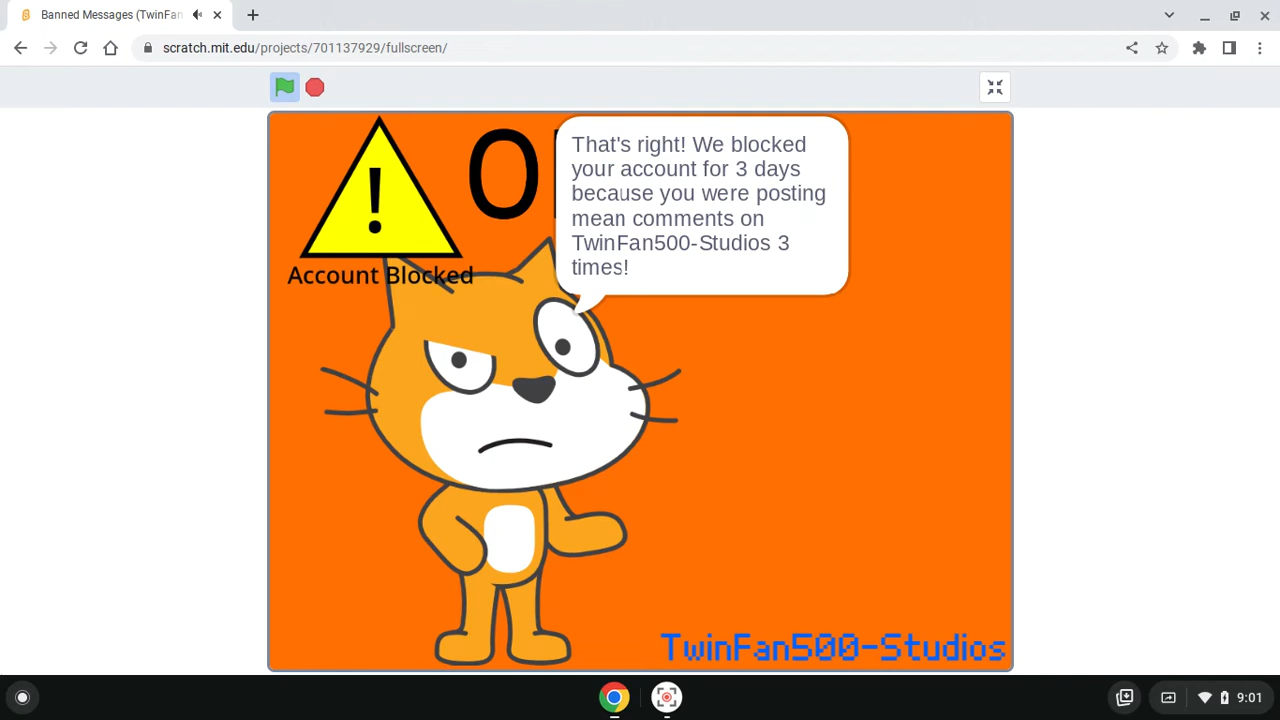 Banned Messages (TwinFan
scratch.mit.edu/projects/701137929/fullscreen/
!
Account Blocked
That's right! We blocked
your account for 3 days
because you were posting
mean comments on
TwinFan500-Studios 3
times!
TwinFan500-Studios
9:01